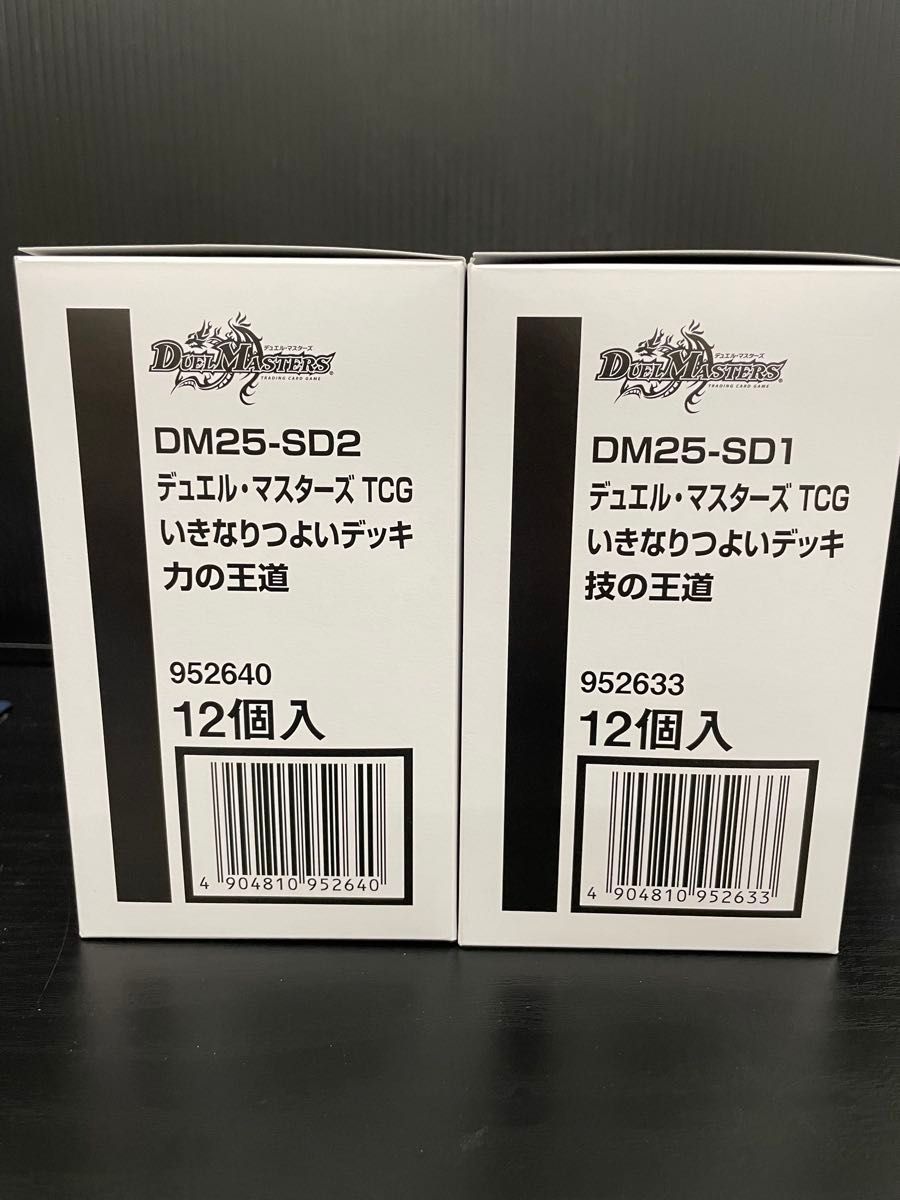 デュエル・マスターズ
DUEL MASTERS®
TRADING CARD GAME
DM25-SD2
デュエル・マスターズ TCG
いきなりつよいデッキ
力の王道
952640
12個入
4 904810 952640
デュエル・マスターズ
DUEL MASTERS®
TRADING CARD GAME
DM25-SD1
デュエル・マスターズ TCG
いきなりつよいデッキ
技の王道
952633
12個入
4 904810 952633